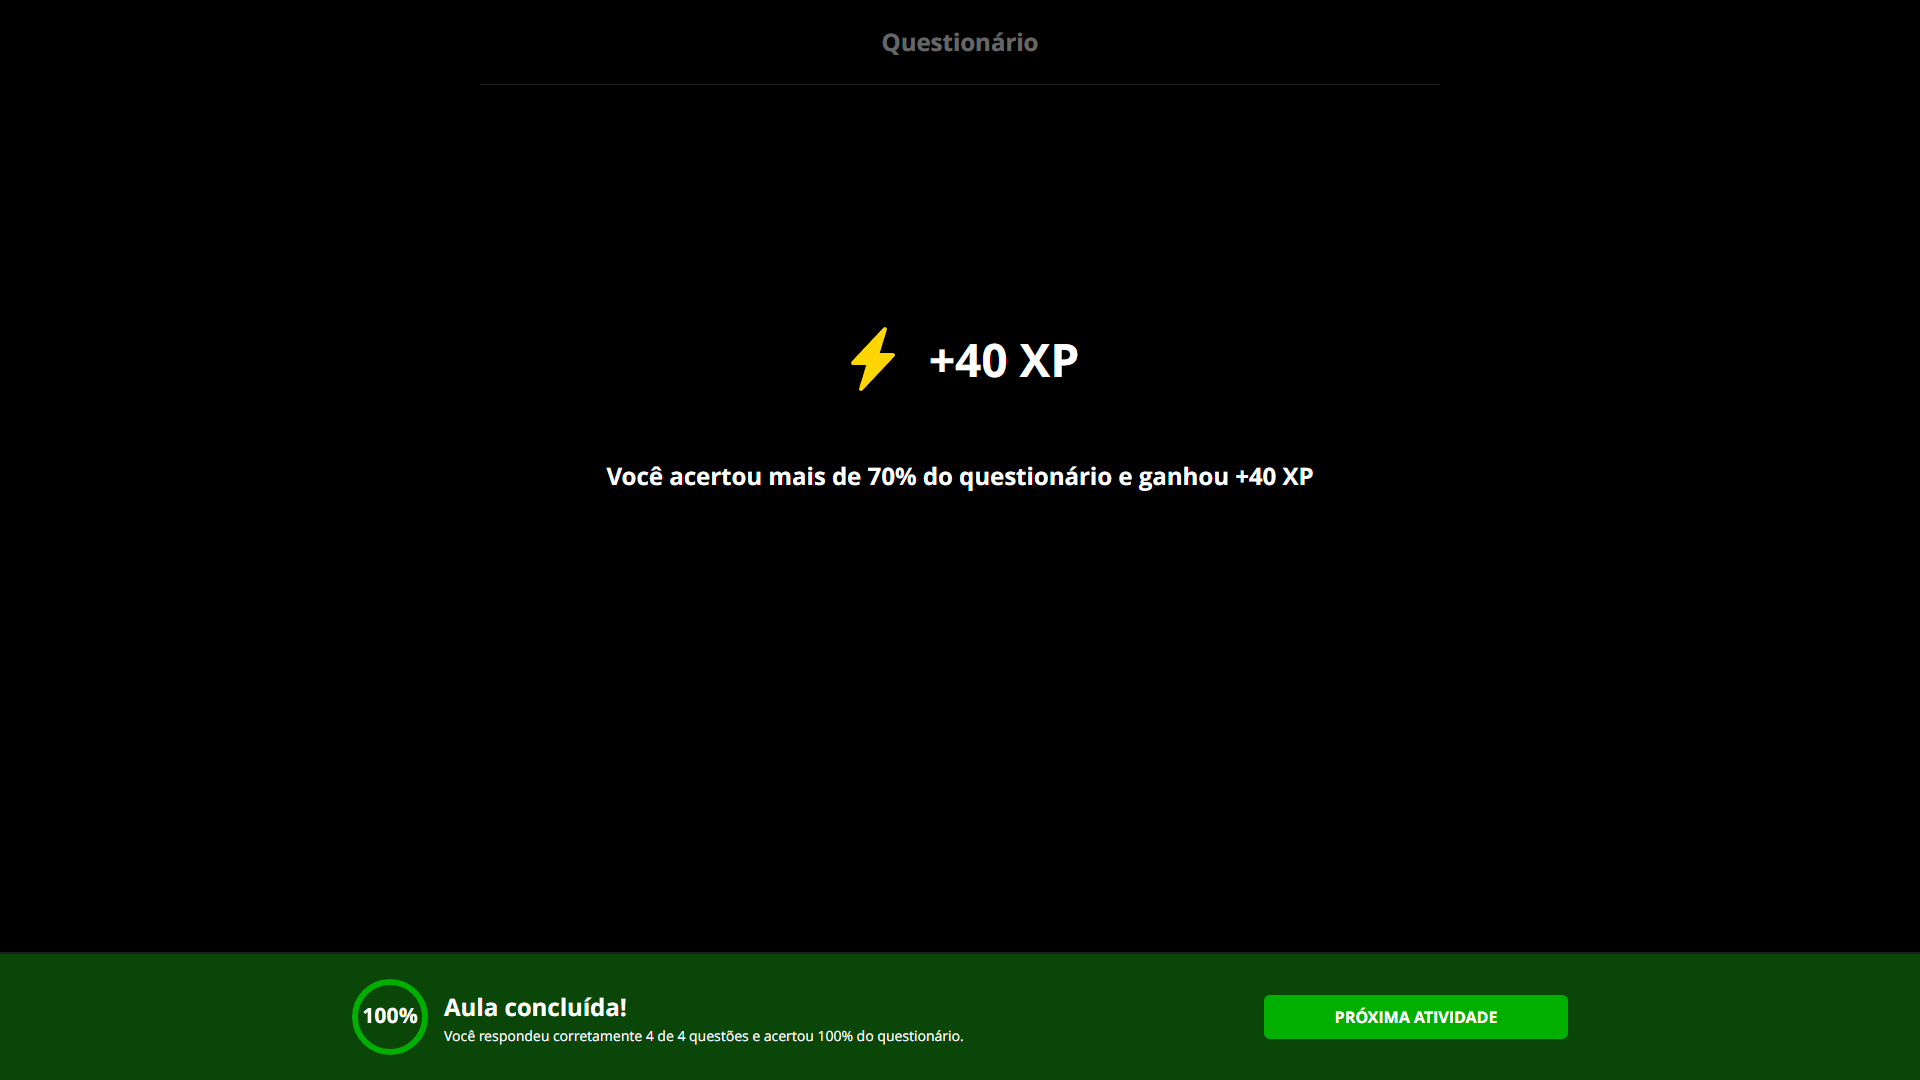 Questionário
+40 XP
Você acertou mais de 70% do questionário e ganhou +40 XP
100%
Aula concluída!
Você respondeu corretamente 4 de 4 questões e acertou 100% do questionário.
PRÓXIMA ATIVIDADE